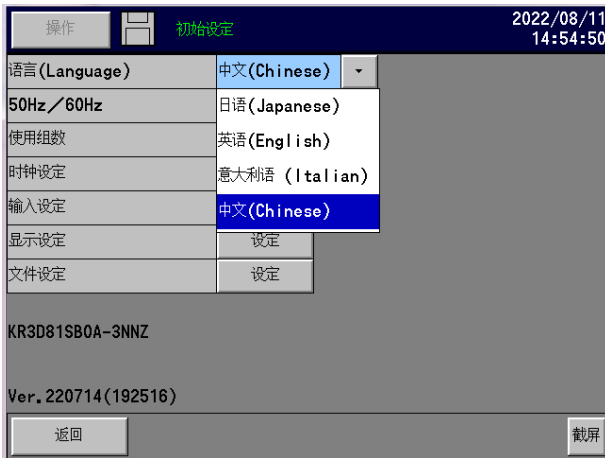 操作 初始设定 2022/08/11
14:54:50
语言(Language) 中文(Chinese)
日语(Japanese)
50Hz／60Hz
英语(English)
使用组数
意大利语 (Italian)
时钟设定
中文(Chinese)
输入设定
显示设定 设定
文件设定 设定
KR3D81SB0A-3NNZ
Ver.220714(192516)
返回 截屏